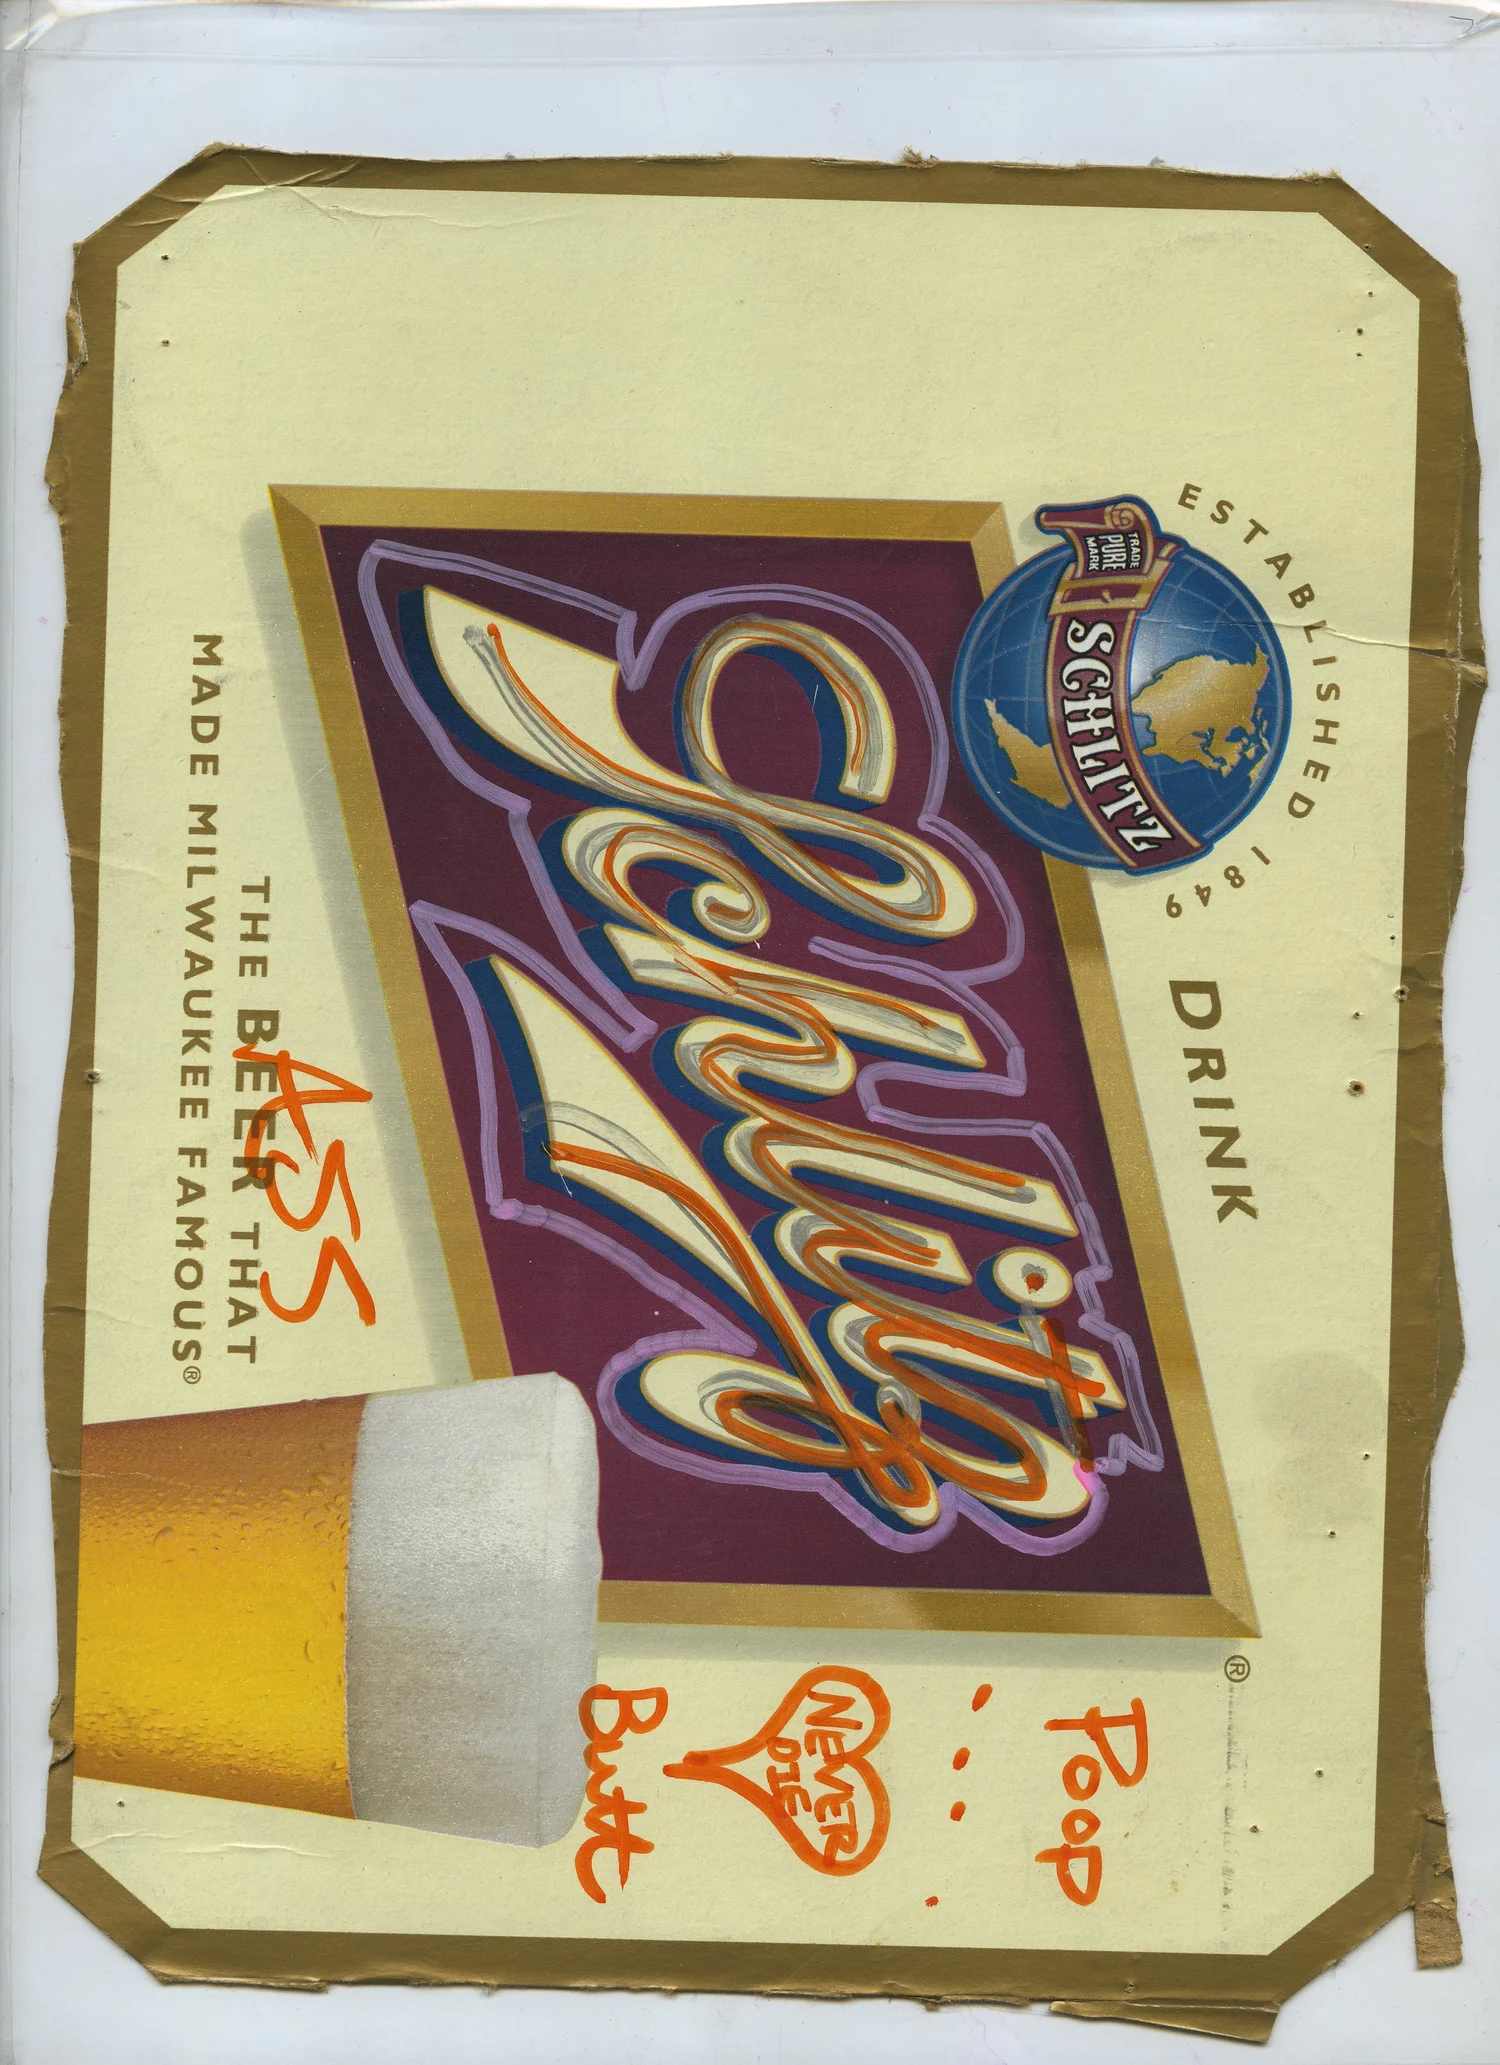 ESTABLISHED 1849
TRADE
PURE
MARK
SCHLITZ
DRINK
®
Schlitz
Poop
NEVER
DIE
Butt
ASS
THE BEER THAT
MADE MILWAUKEE FAMOUS®